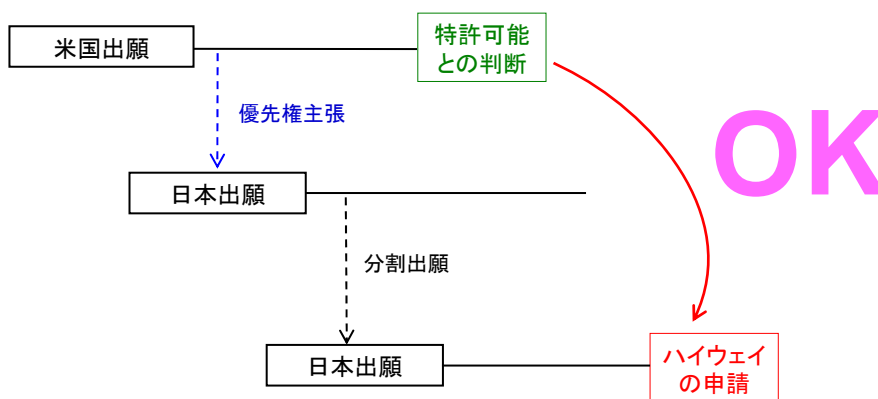 米国出願
特許可能
との判断
優先権主張
OK
日本出願
分割出願
日本出願
ハイウェイ
の申請